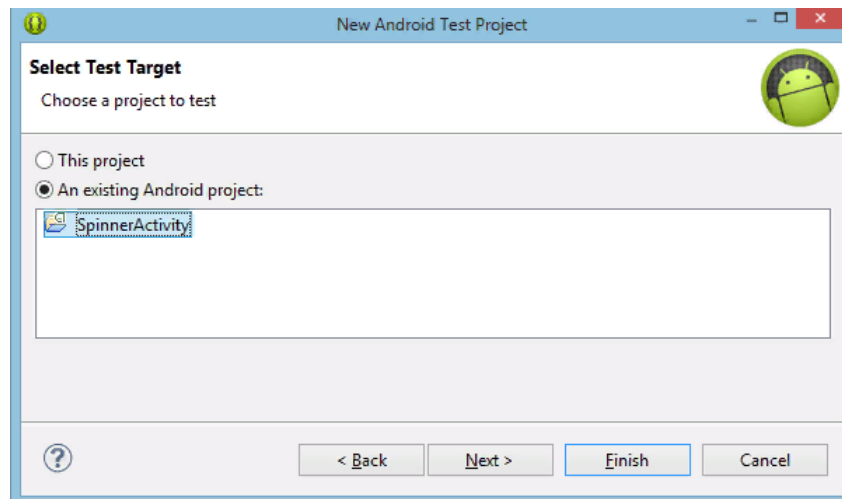 New Android Test Project
Select Test Target
Choose a project to test
This project
An existing Android project:
SpinnerActivity
? < Back Next > Finish Cancel